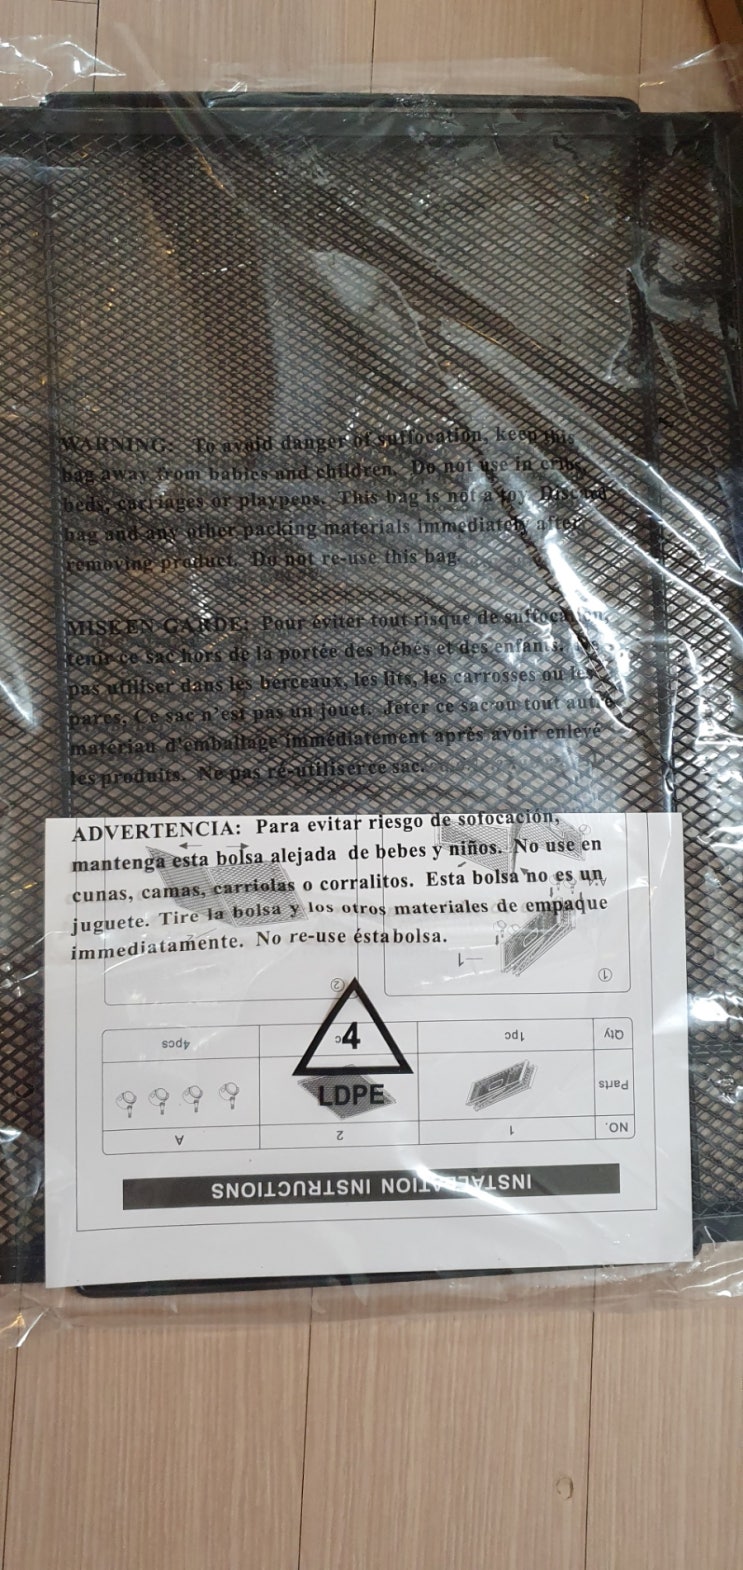 WARNING: To avoid danger of suffocation, keep this
bag away from babies and children. Do not use in cribs,
beds, carriages or playpens. This bag is not a toy. Discard
bag and any other packing materials immediately after
removing product. Do not re-use this bag.
MISE EN GARDE: Pour éviter tout risque de suffocation,
tenir ce sac hors de la portée des bébés et des enfants. Ne
pas utiliser dans les berceaux, les lits, les carrosses ou les
parcs. Ce sac n'est pas un jouet. Jeter ce sac ou tout autre
matériau d'emballage immédiatement après avoir enlevé
les produits. Ne pas ré-utiliser ce sac.
ADVERTENCIA: Para evitar riesgo de sofocación,
mantenga esta bolsa alejada de bebes y niños. No use en
cunas, camas, carriolas o corralitos. Esta bolsa no es un
juguete. Tire la bolsa y los otros materiales de empaque
immediatamente. No re-use ésta bolsa.
4
LDPE
INSTALLATION INSTRUCTIONS
NO. 1 2 A
Parts
Qty 1pc 4pcs
① ②
1